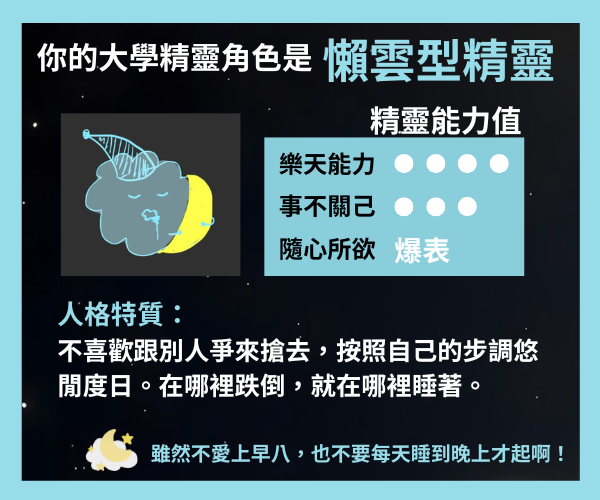 你的大學精靈角色是 懶雲型精靈
精靈能力值
樂天能力 ●●●●
事不關己 ●●●
隨心所欲 爆表
人格特質：
不喜歡跟別人爭來搶去，按照自己的步調悠
閒度日。在哪裡跌倒，就在哪裡睡著。
雖然不愛上早八，也不要每天睡到晚上才起啊！